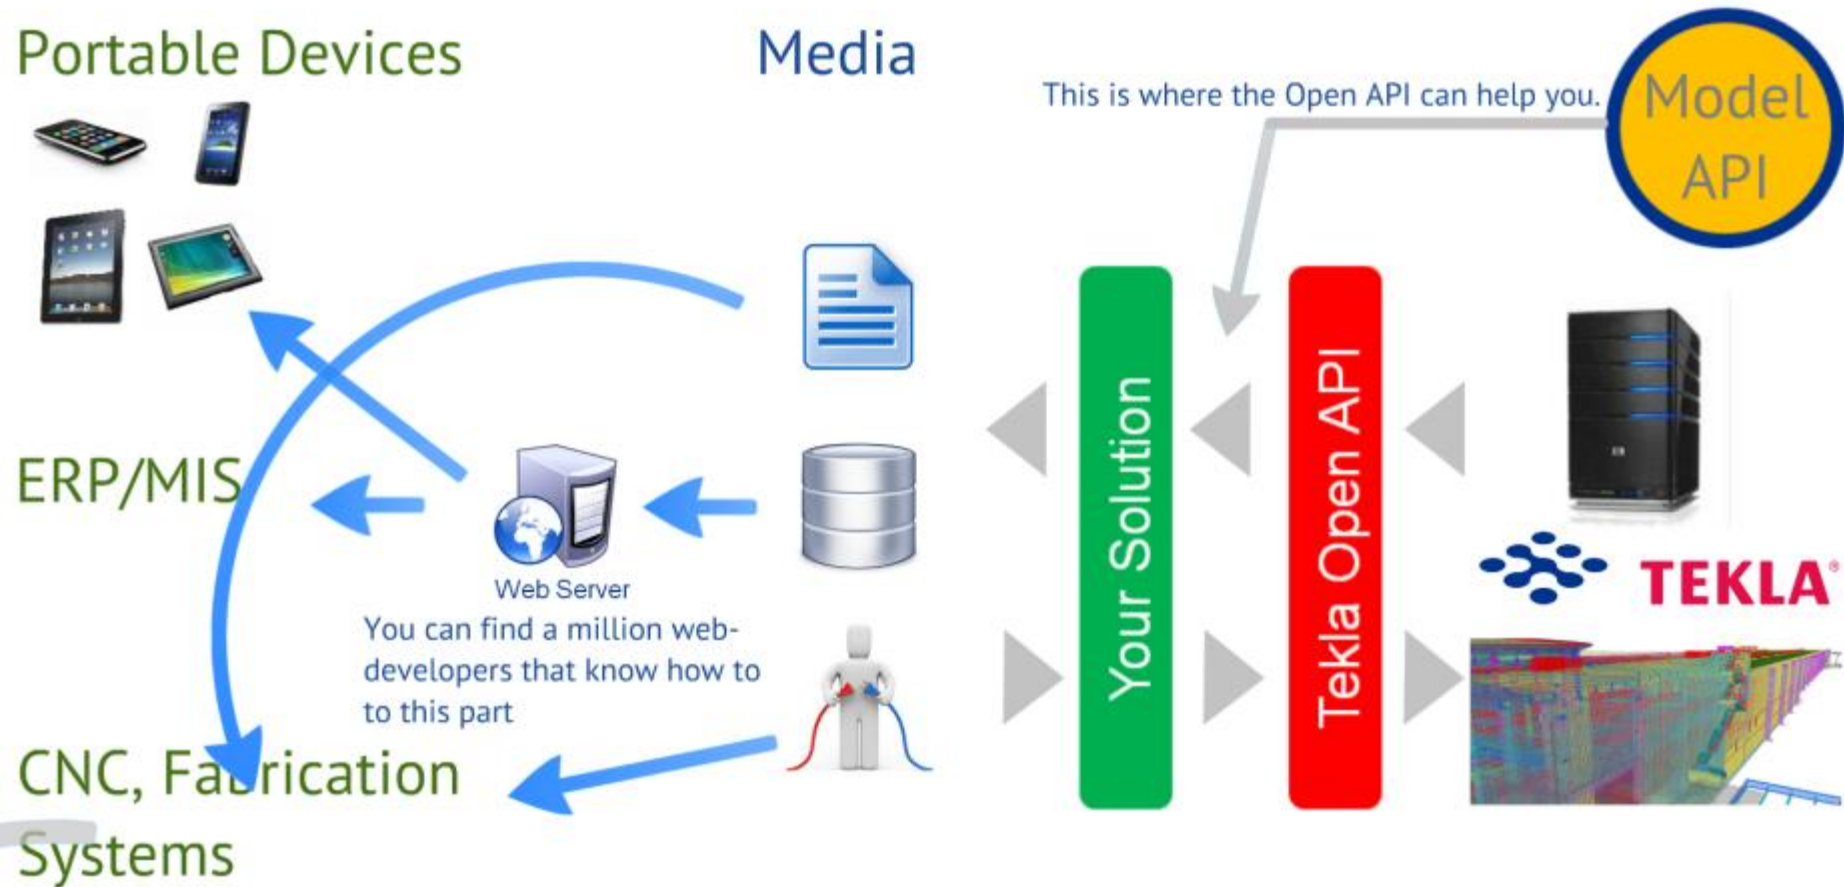 Portable Devices
Media
This is where the Open API can help you.
Model
API
ERP/MIS
Web Server
You can find a million web-
developers that know how to
to this part
Your Solution
Tekla Open API
TEKLA®
CNC, Fabrication
Systems